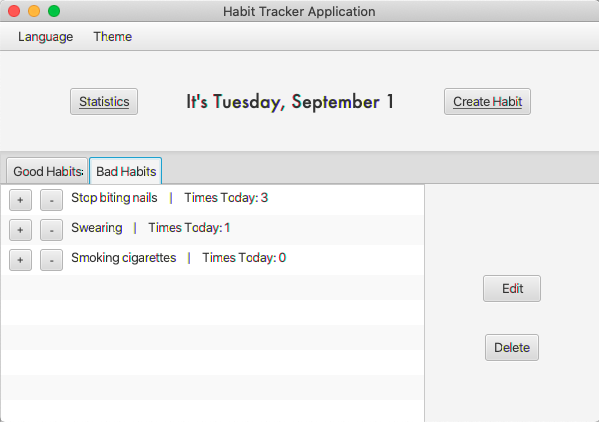 Habit Tracker Application
Language Theme
Statistics It's Tuesday, September 1 Create Habit
Good Habits Bad Habits
+ - Stop biting nails | Times Today: 3
+ - Swearing | Times Today: 1
+ - Smoking cigarettes | Times Today: 0
Edit
Delete